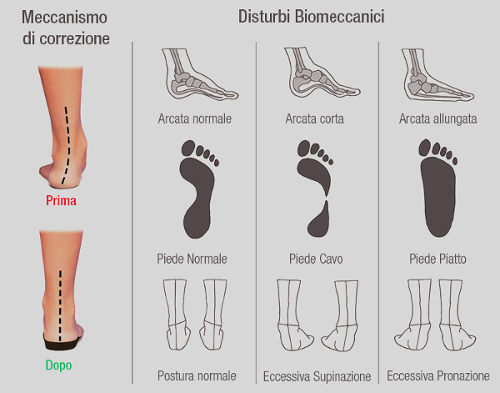 Meccanismo
di correzione
Prima
Dopo
Disturbi Biomeccanici
Arcata normale
Arcata corta
Arcata allungata
Piede Normale
Piede Cavo
Piede Piatto
Postura normale
Eccessiva Supinazione
Eccessiva Pronazione